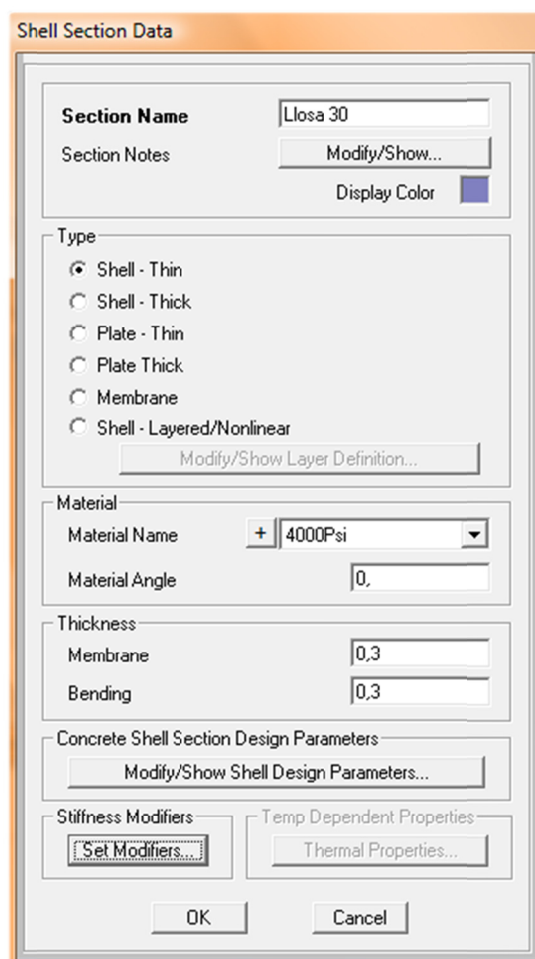 Shell Section Data
Section Name Llosa 30
Section Notes Modify/Show...
Display Color
Type
Shell - Thin
Shell - Thick
Plate - Thin
Plate Thick
Membrane
Shell - Layered/Nonlinear
Modify/Show Layer Definition...
Material
Material Name + 4000Psi
Material Angle 0,
Thickness
Membrane 0,3
Bending 0,3
Concrete Shell Section Design Parameters
Modify/Show Shell Design Parameters...
Stiffness Modifiers Temp Dependent Properties
Set Modifiers... Thermal Properties...
OK Cancel